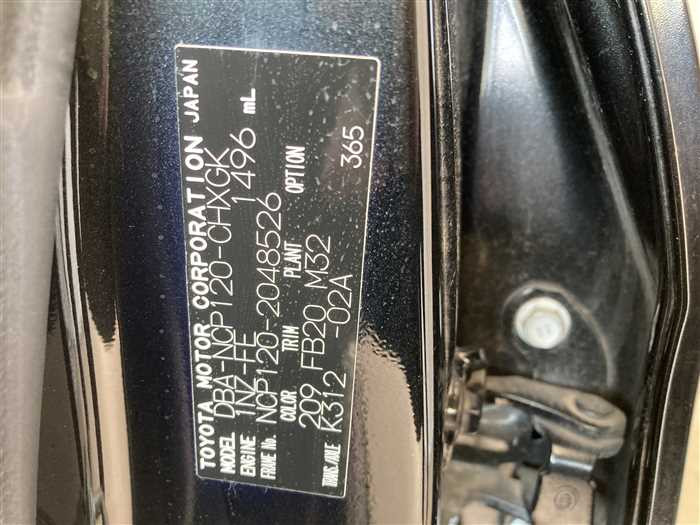 TOYOTA MOTOR CORPORATION JAPAN
MODEL DBA-NCP120-CHXGK
ENGINE 1NZ-FE 1496 mL
FRAME No. NCP120-2048526
COLOR TRIM PLANT OPTION
209 FB20 M32 365
TRANS/AXLE K312 -02A